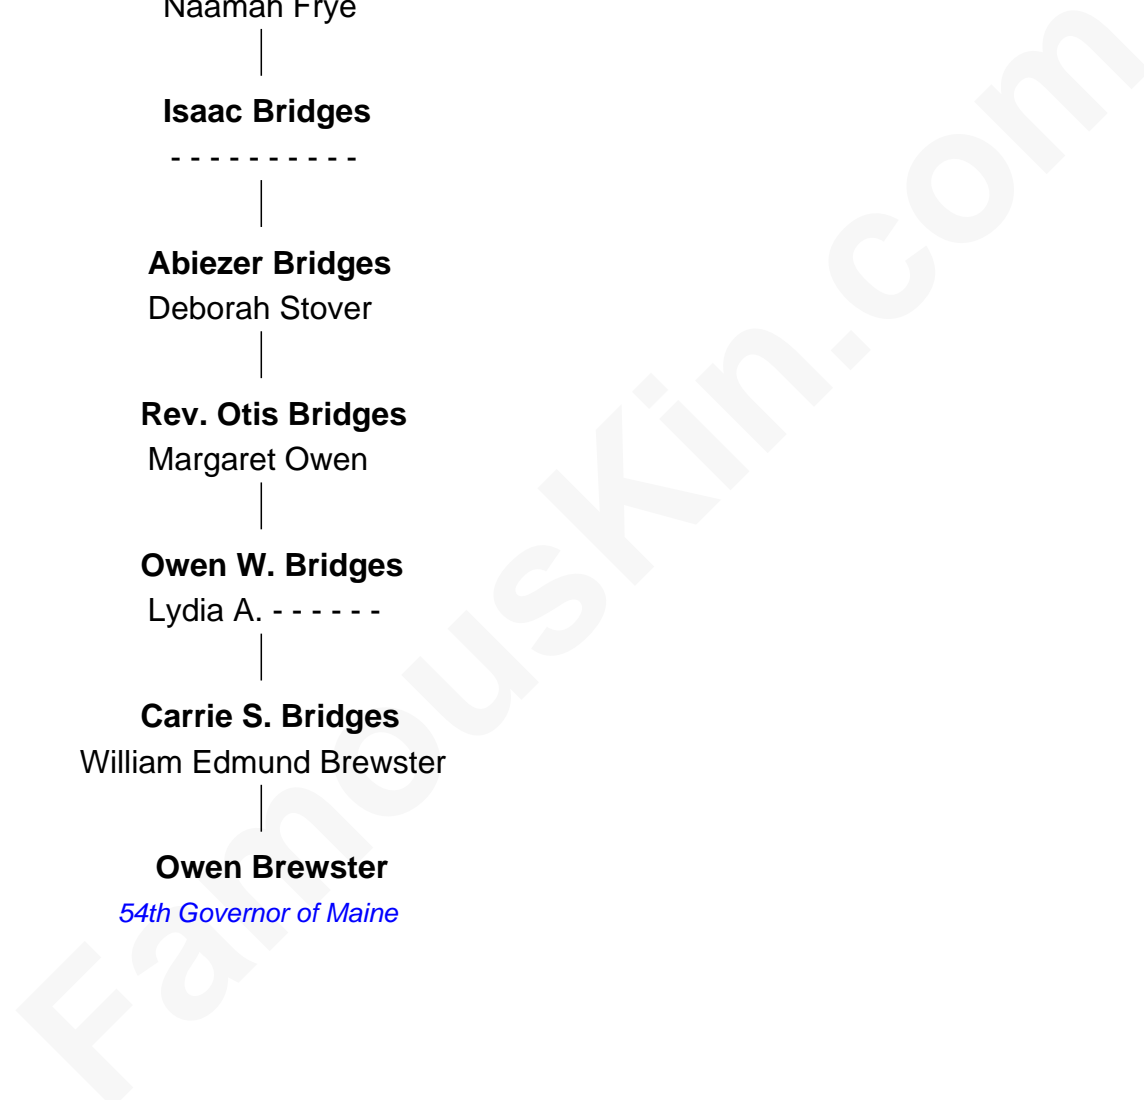 Naaman Frye
Isaac Bridges
- - - - - - - - - -
Abiezer Bridges
Deborah Stover
Rev. Otis Bridges
Margaret Owen
Owen W. Bridges
Lydia A. - - - - - -
Carrie S. Bridges
William Edmund Brewster
Owen Brewster
54th Governor of Maine
FamousKin.com